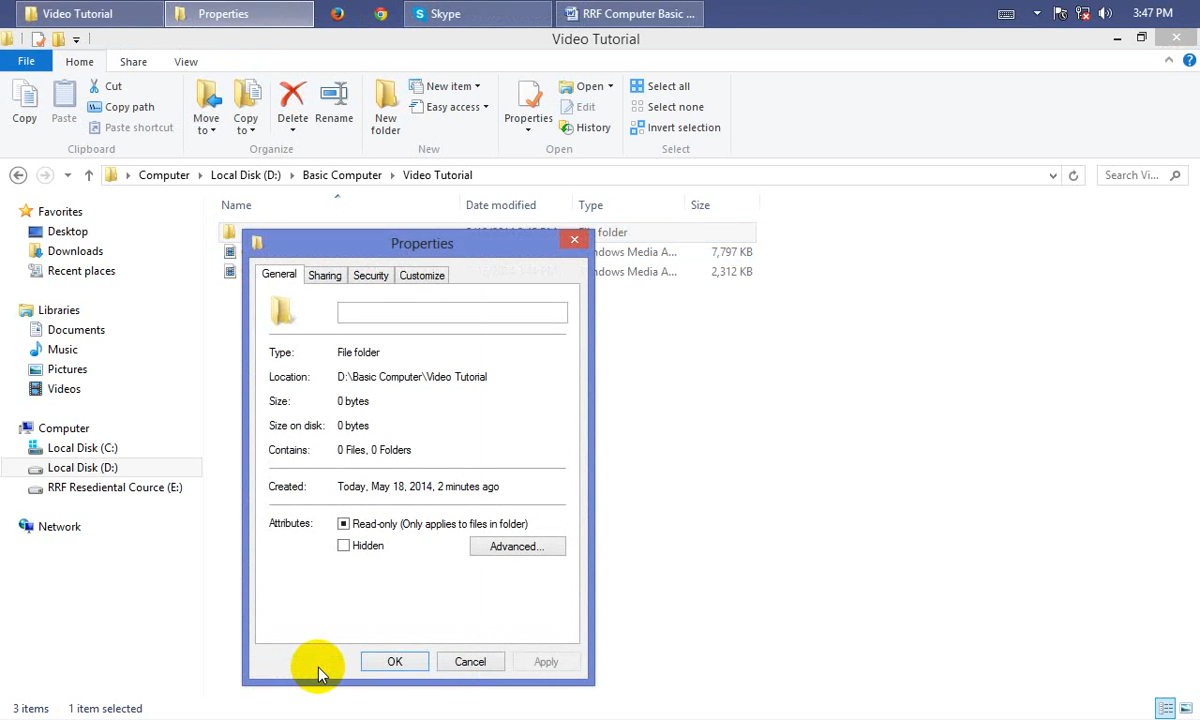 Video Tutorial
Properties
Skype
RRF Computer Basic ...
3:47 PM
Video Tutorial
File
Home
Share
View
Copy
Paste
Cut
Copy path
Paste shortcut
Clipboard
Move to
Copy to
Delete
Rename
Organize
New folder
New item
Easy access
New
Properties
Open
Edit
History
Open
Select all
Select none
Invert selection
Select
Computer
Local Disk (D:)
Basic Computer
Video Tutorial
Search Vi...
Favorites
Desktop
Downloads
Recent places
Libraries
Documents
Music
Pictures
Videos
Computer
Local Disk (C:)
Local Disk (D:)
RRF Resediental Cource (E:)
Network
Name
Date modified
Type
Size
folder
ndows Media A...
7,797 KB
ndows Media A...
2,312 KB
Properties
General
Sharing
Security
Customize
Type: File folder
Location: D:\Basic Computer\Video Tutorial
Size: 0 bytes
Size on disk: 0 bytes
Contains: 0 Files, 0 Folders
Created: Today, May 18, 2014, 2 minutes ago
Attributes: Read-only (Only applies to files in folder)
Hidden
Advanced...
OK
Cancel
Apply
3 items
1 item selected